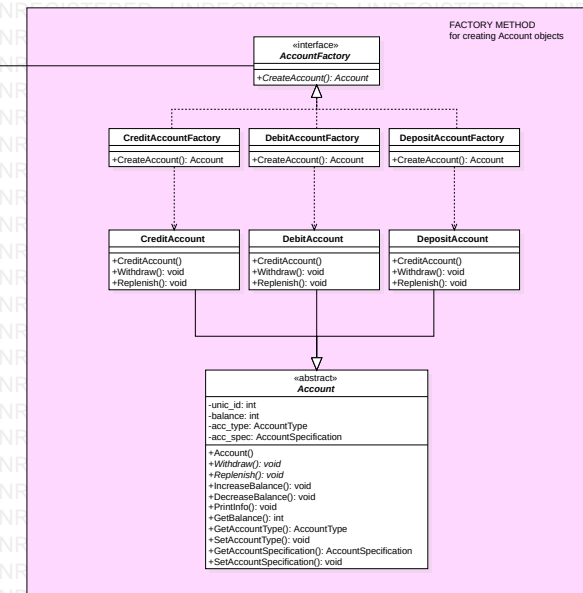 UNREGISTERED UNREGISTERED UNREGISTERED
FACTORY METHOD
for creating Account objects
«interface»
AccountFactory
+CreateAccount(): Account
CreditAccountFactory
+CreateAccount(): Account
DebitAccountFactory
+CreateAccount(): Account
DepositAccountFactory
+CreateAccount(): Account
CreditAccount
+CreditAccount()
+Withdraw(): void
+Replenish(): void
DebitAccount
+CreditAccount()
+Withdraw(): void
+Replenish(): void
DepositAccount
+CreditAccount()
+Withdraw(): void
+Replenish(): void
«abstract»
Account
-unic_id: int
-balance: int
-acc_type: AccountType
-acc_spec: AccountSpecification
+Account()
+Withdraw(): void
+Replenish(): void
+IncreaseBalance(): void
+DecreaseBalance(): void
+PrintInfo(): void
+GetBalance(): int
+GetAccountType(): AccountType
+SetAccountType(): void
+GetAccountSpecification(): AccountSpecification
+SetAccountSpecification(): void